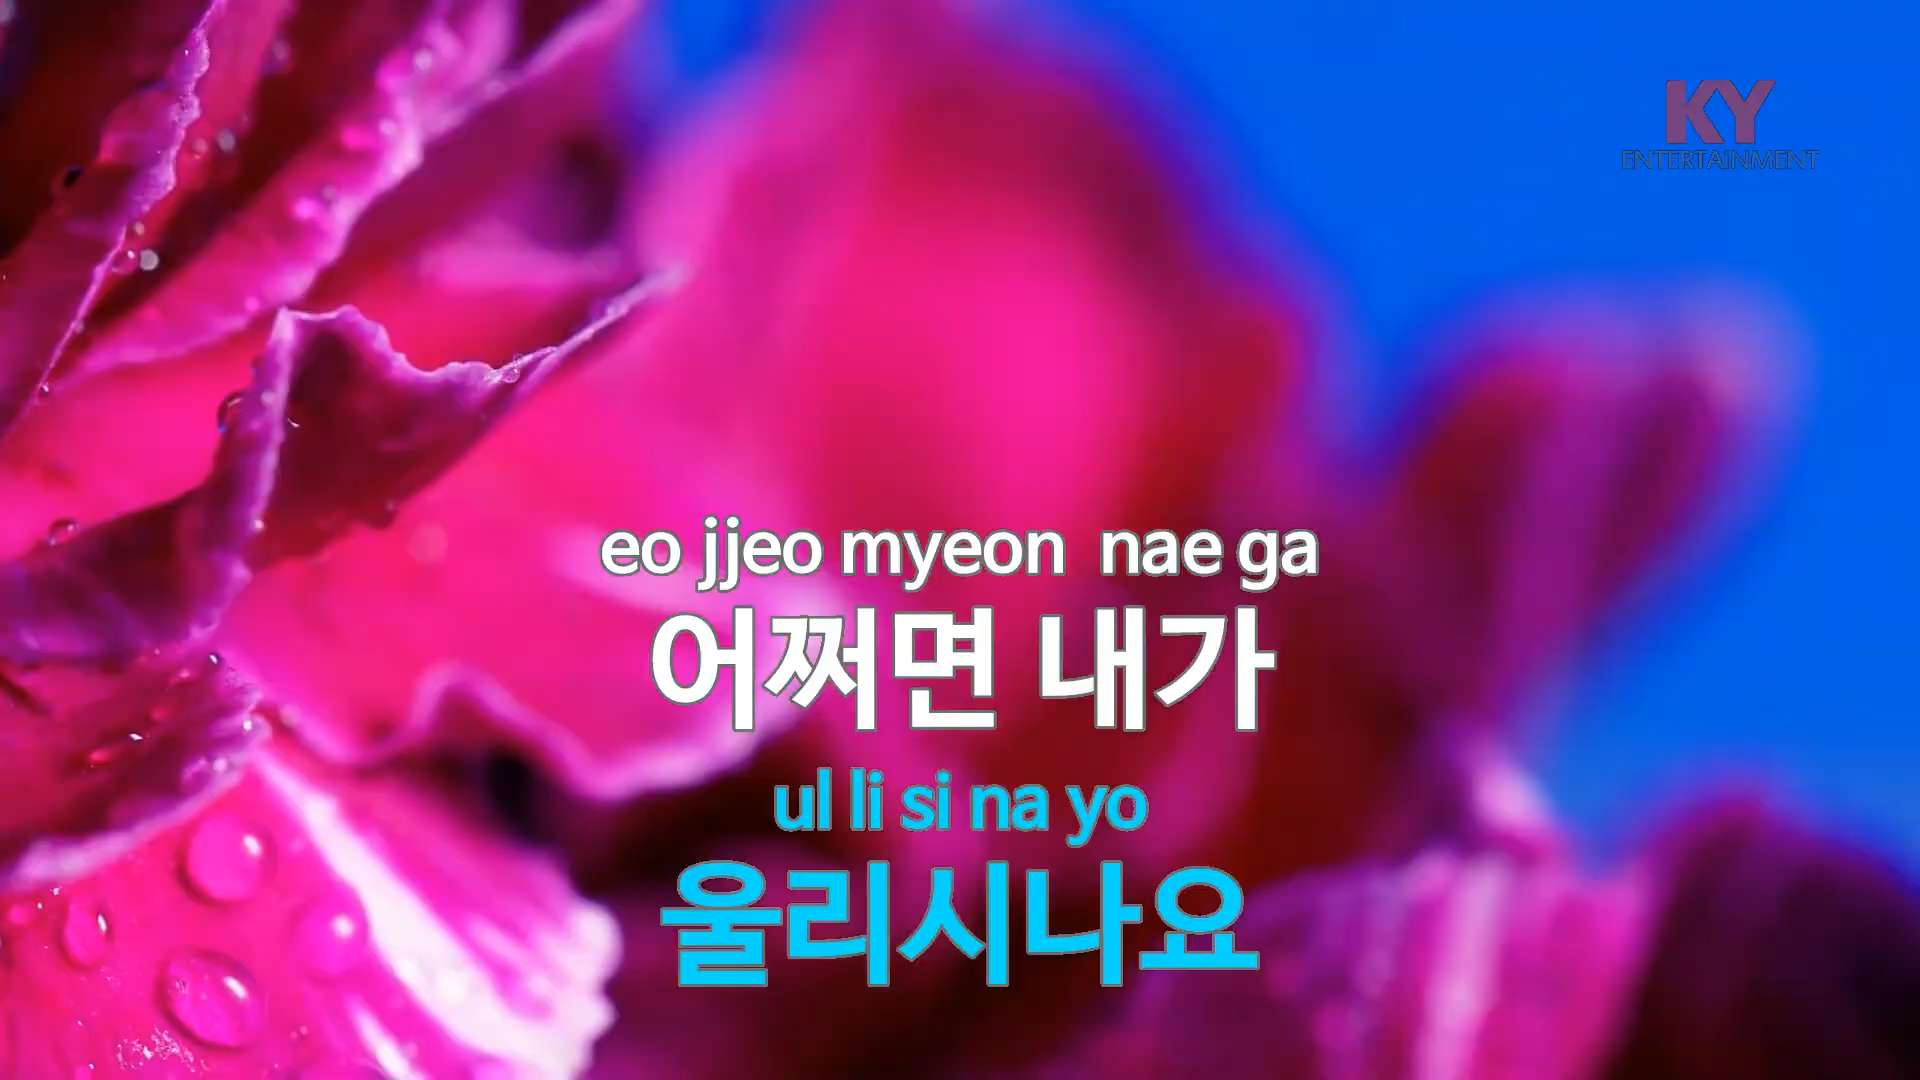 KY
ENTERTAINMENT
eo jjeo myeon nae ga
어쩌면 내가
ul li si na yo
울리시나요